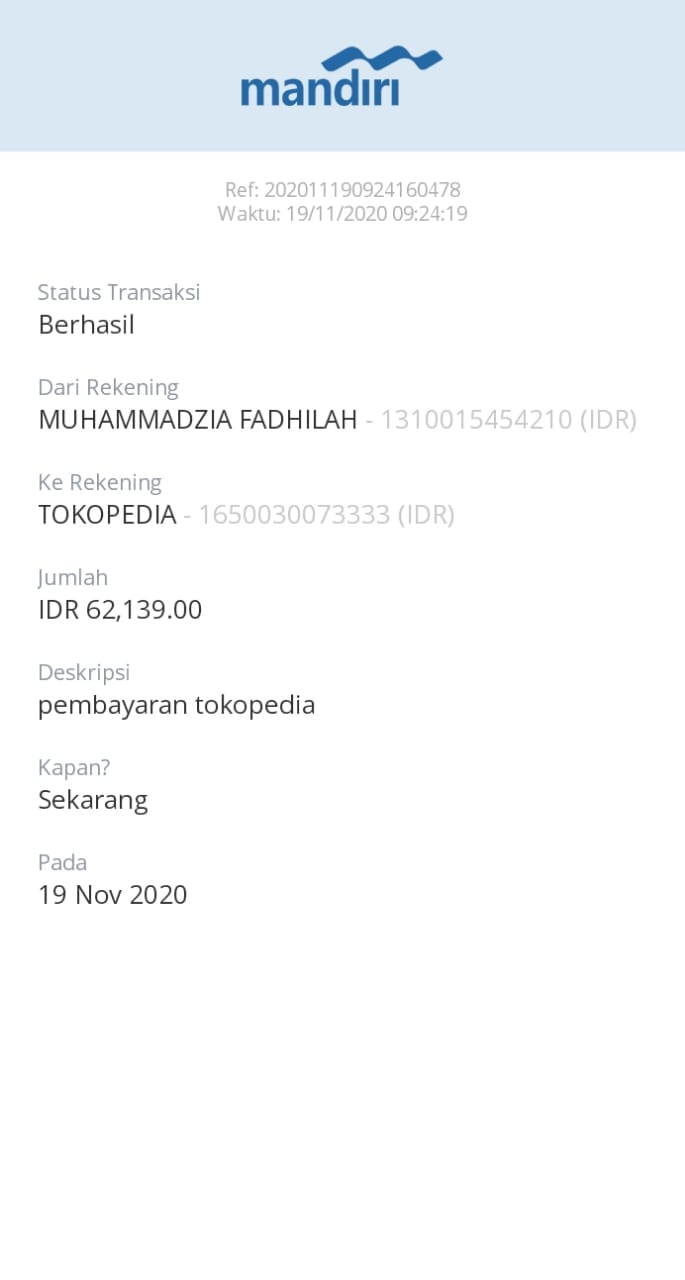 mandırı
Ref: 202011190924160478
Waktu: 19/11/2020 09:24:19
Status Transaksi
Berhasil
Dari Rekening
MUHAMMADZIA FADHILAH - 1310015454210 (IDR)
Ke Rekening
TOKOPEDIA - 1650030073333 (IDR)
Jumlah
IDR 62,139.00
Deskripsi
pembayaran tokopedia
Kapan?
Sekarang
Pada
19 Nov 2020